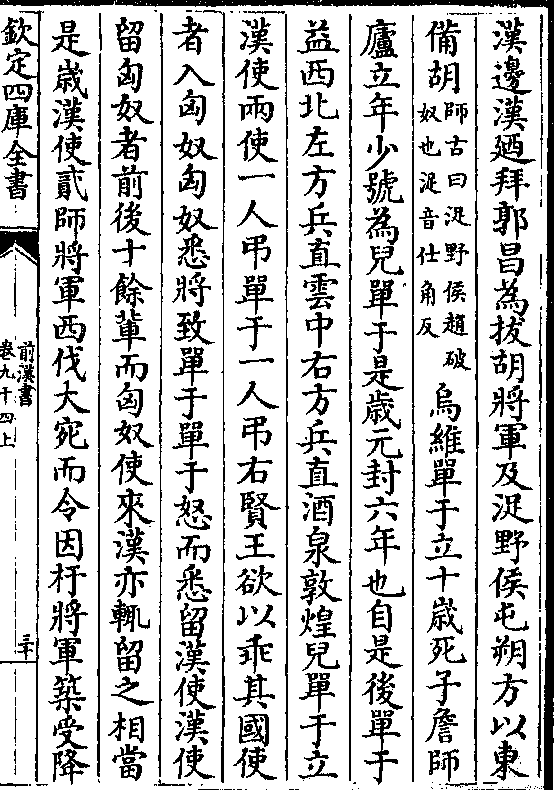 漢邊漢廼拜郭昌為拔胡將軍及浞野侯屯朔方以東
備胡師古曰浞野侯趙破奴也浞音仕角反烏維單于立十歲死子詹師
廬立年少號為兒單于是歲元封六年也自是後單于
益西北左方兵直雲中右方兵直酒泉敦煌兒單于立
漢使兩使一人弔單于一人弔右賢王欲以乖其國使
者入匈奴匈奴悉將致單于單于怒而悉留漢使漢使
留匈奴者前後十餘輩而匈奴使來漢亦輒留之相當
是歲漢使貳師將軍西伐大宛而令因杅將軍築受降
欽定四庫全書
前漢書
卷九十四上
三十